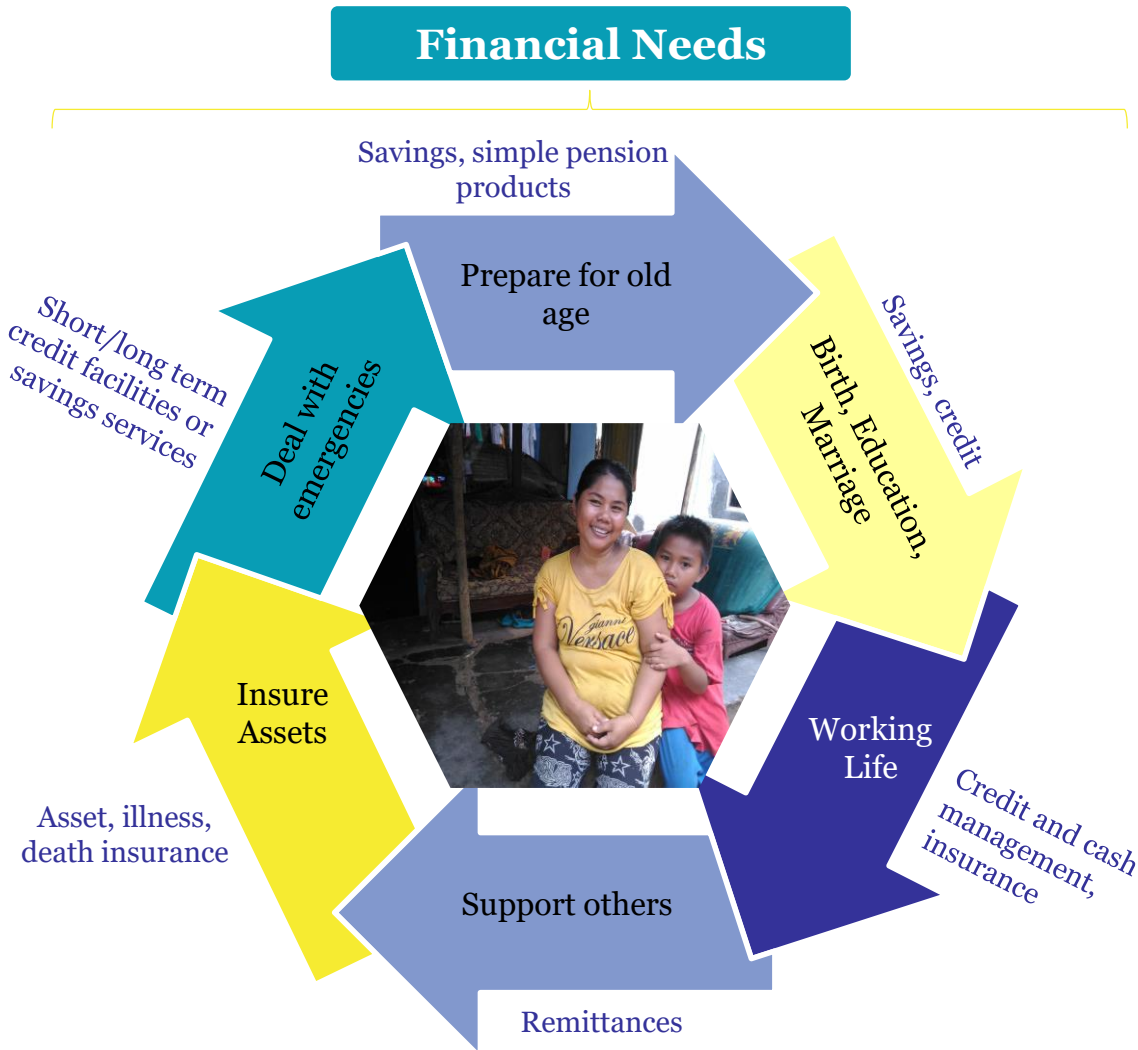 Financial Needs
Savings, simple pension
products
Prepare for old
age
Birth, Education,
Marriage
Savings, credit
Working
Life
Credit and cash
management,
insurance
Support others
Remittances
Insure
Assets
Asset, illness,
death insurance
Deal with
emergencies
Short/long term
credit facilities or
savings services
gianni
Versace